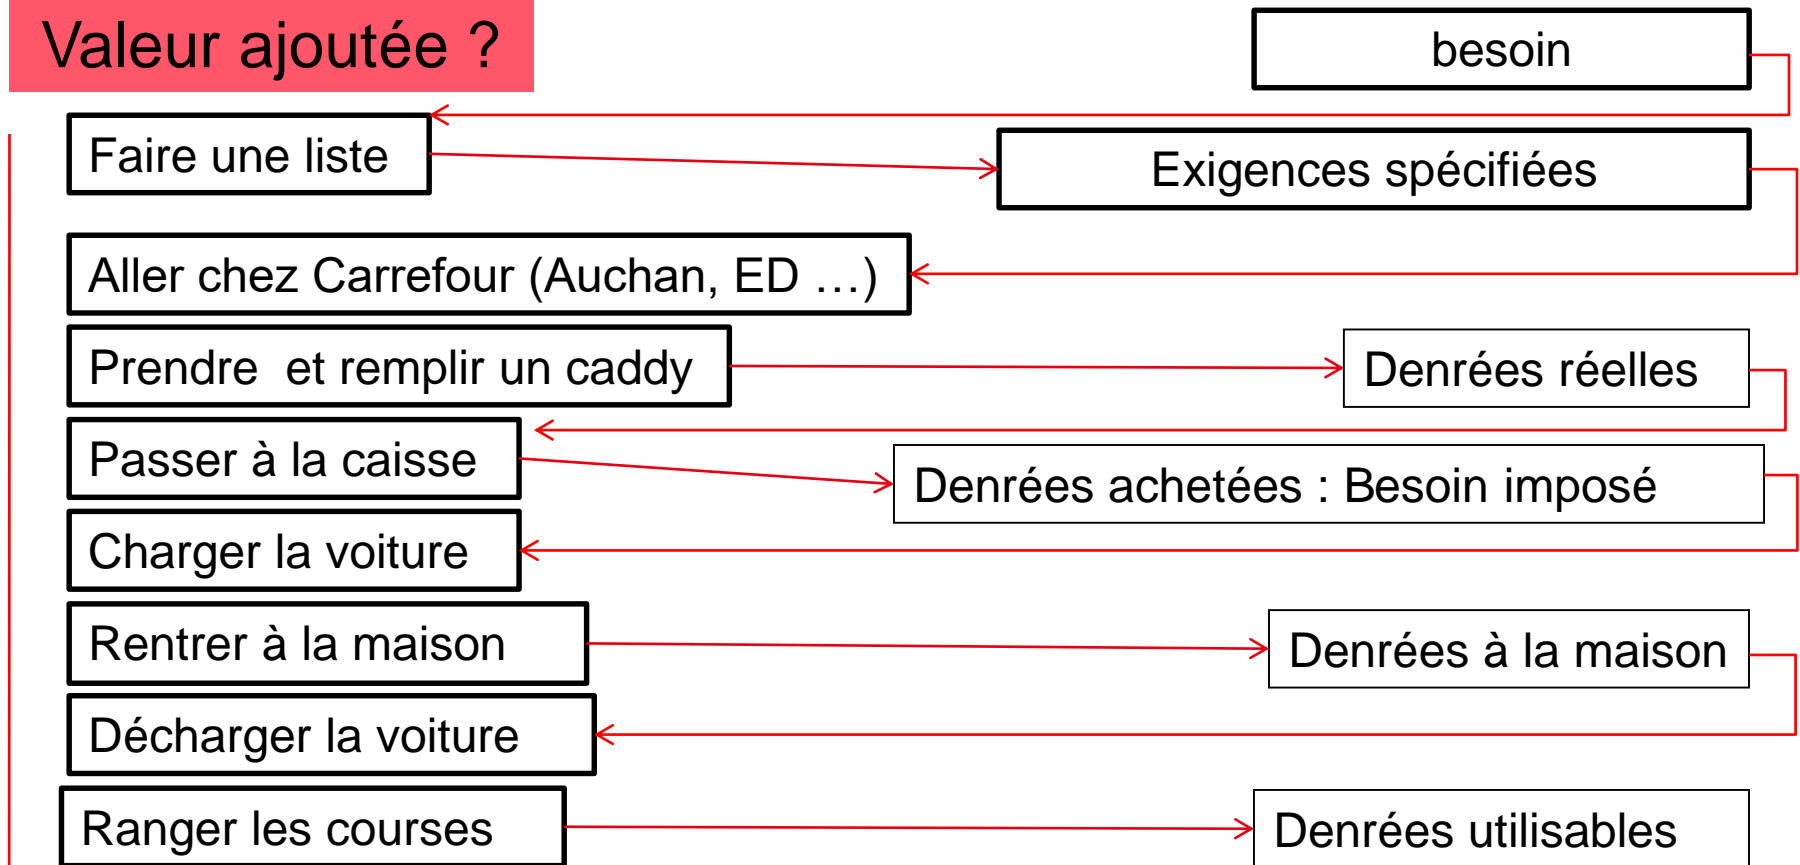 Valeur ajoutée ?
besoin
Faire une liste
Exigences spécifiées
Aller chez Carrefour (Auchan, ED …)
Prendre et remplir un caddy
Denrées réelles
Passer à la caisse
Denrées achetées : Besoin imposé
Charger la voiture
Rentrer à la maison
Denrées à la maison
Décharger la voiture
Ranger les courses
Denrées utilisables